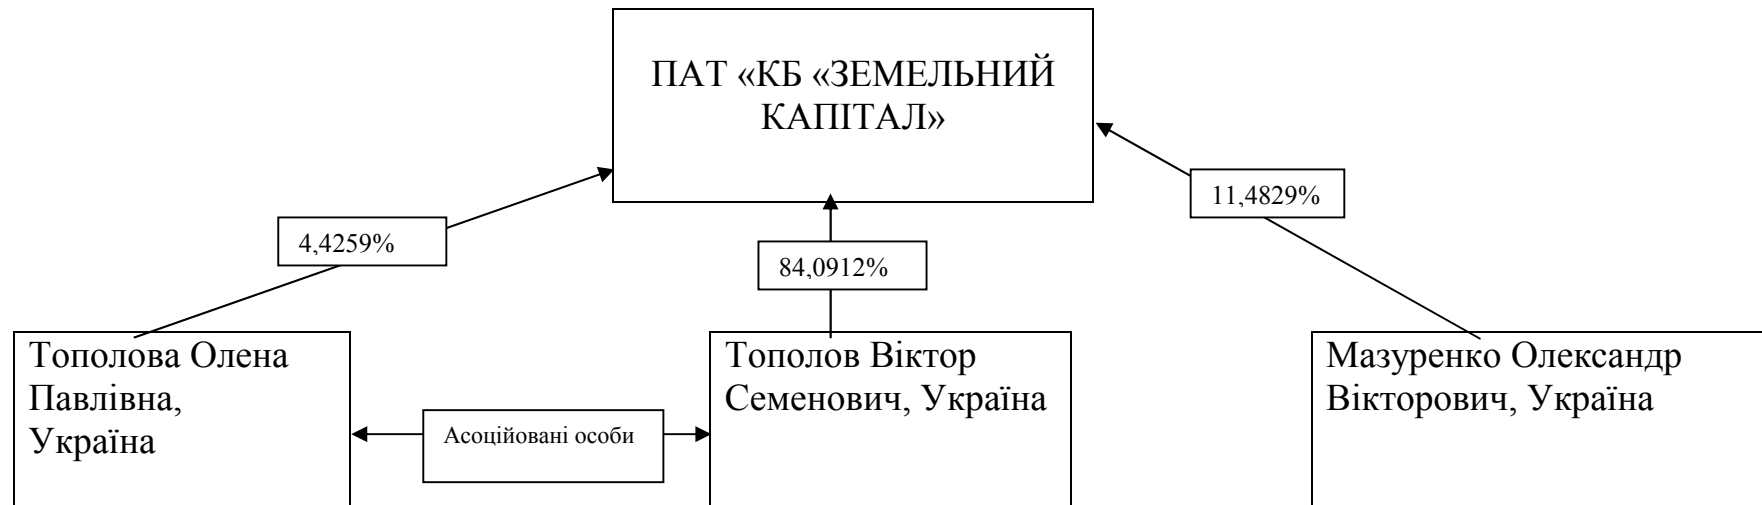 ПАТ «КБ «ЗЕМЕЛЬНИЙ
КАПІТАЛ»
4,4259%
84,0912%
11,4829%
Тополова Олена
Павлівна,
Україна
Асоційовані особи
Тополов Віктор
Семенович, Україна
Мазуренко Олександр
Вікторович, Україна